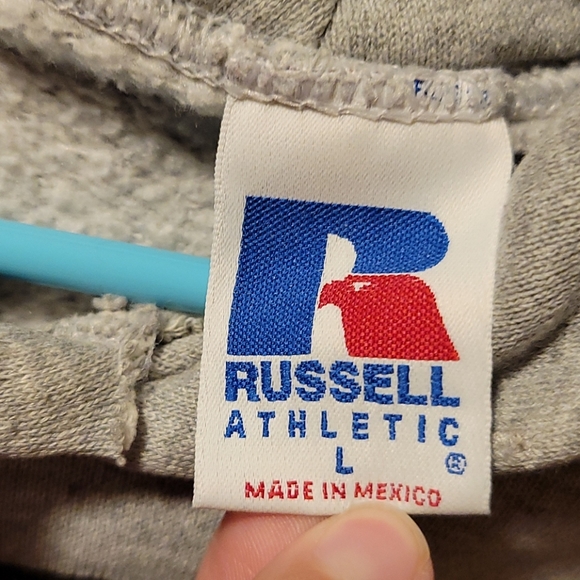 RUSSELL
ATHLETIC
L ®
MADE IN MEXICO